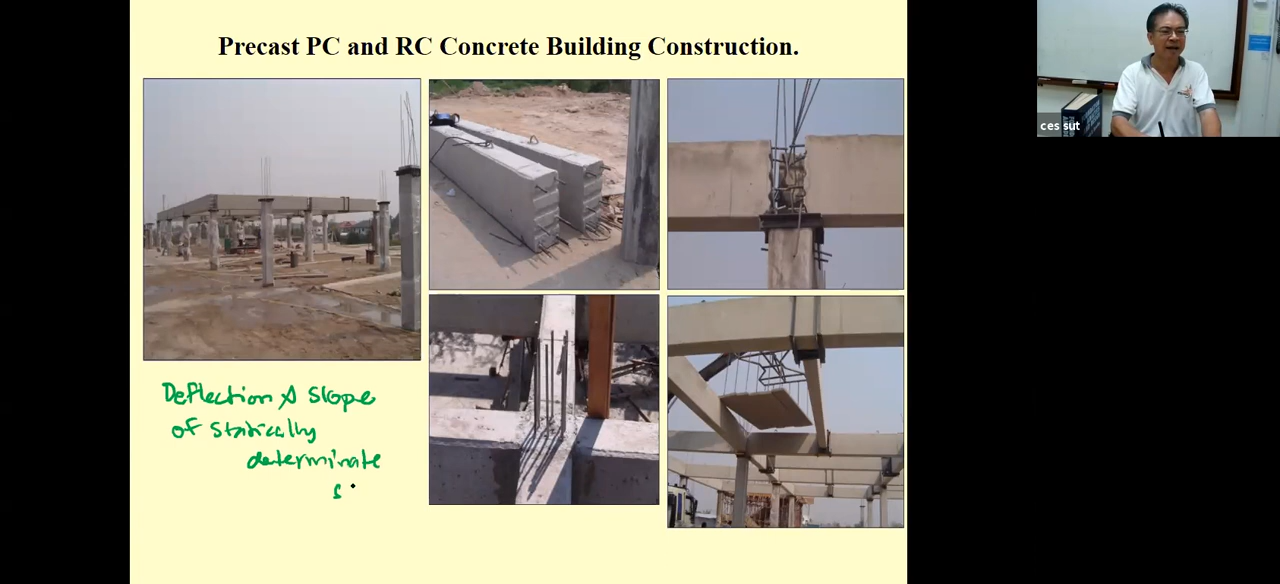 Precast PC and RC Concrete Building Construction.
ces sut
Deflection & Slope
of statically
determinate
s